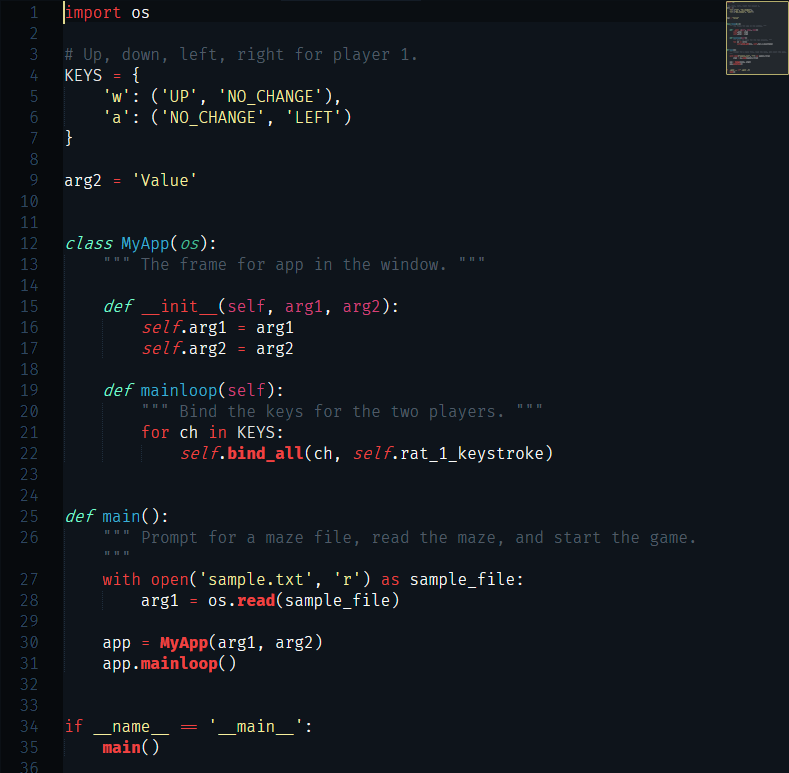 1 import os
2
3 # Up, down, left, right for player 1.
4 KEYS = {
5     'w': ('UP', 'NO_CHANGE'),
6     'a': ('NO_CHANGE', 'LEFT')
7 }
8
9 arg2 = 'Value'
10
11
12 class MyApp(os):
13     """ The frame for app in the window. """
14
15     def __init__(self, arg1, arg2):
16         self.arg1 = arg1
17         self.arg2 = arg2
18
19     def mainloop(self):
20         """ Bind the keys for the two players. """
21         for ch in KEYS:
22             self.bind_all(ch, self.rat_1_keystroke)
23
24
25 def main():
26     """ Prompt for a maze file, read the maze, and start the game.
    """
27     with open('sample.txt', 'r') as sample_file:
28         arg1 = os.read(sample_file)
29
30     app = MyApp(arg1, arg2)
31     app.mainloop()
32
33
34 if __name__ == '__main__':
35     main()
36